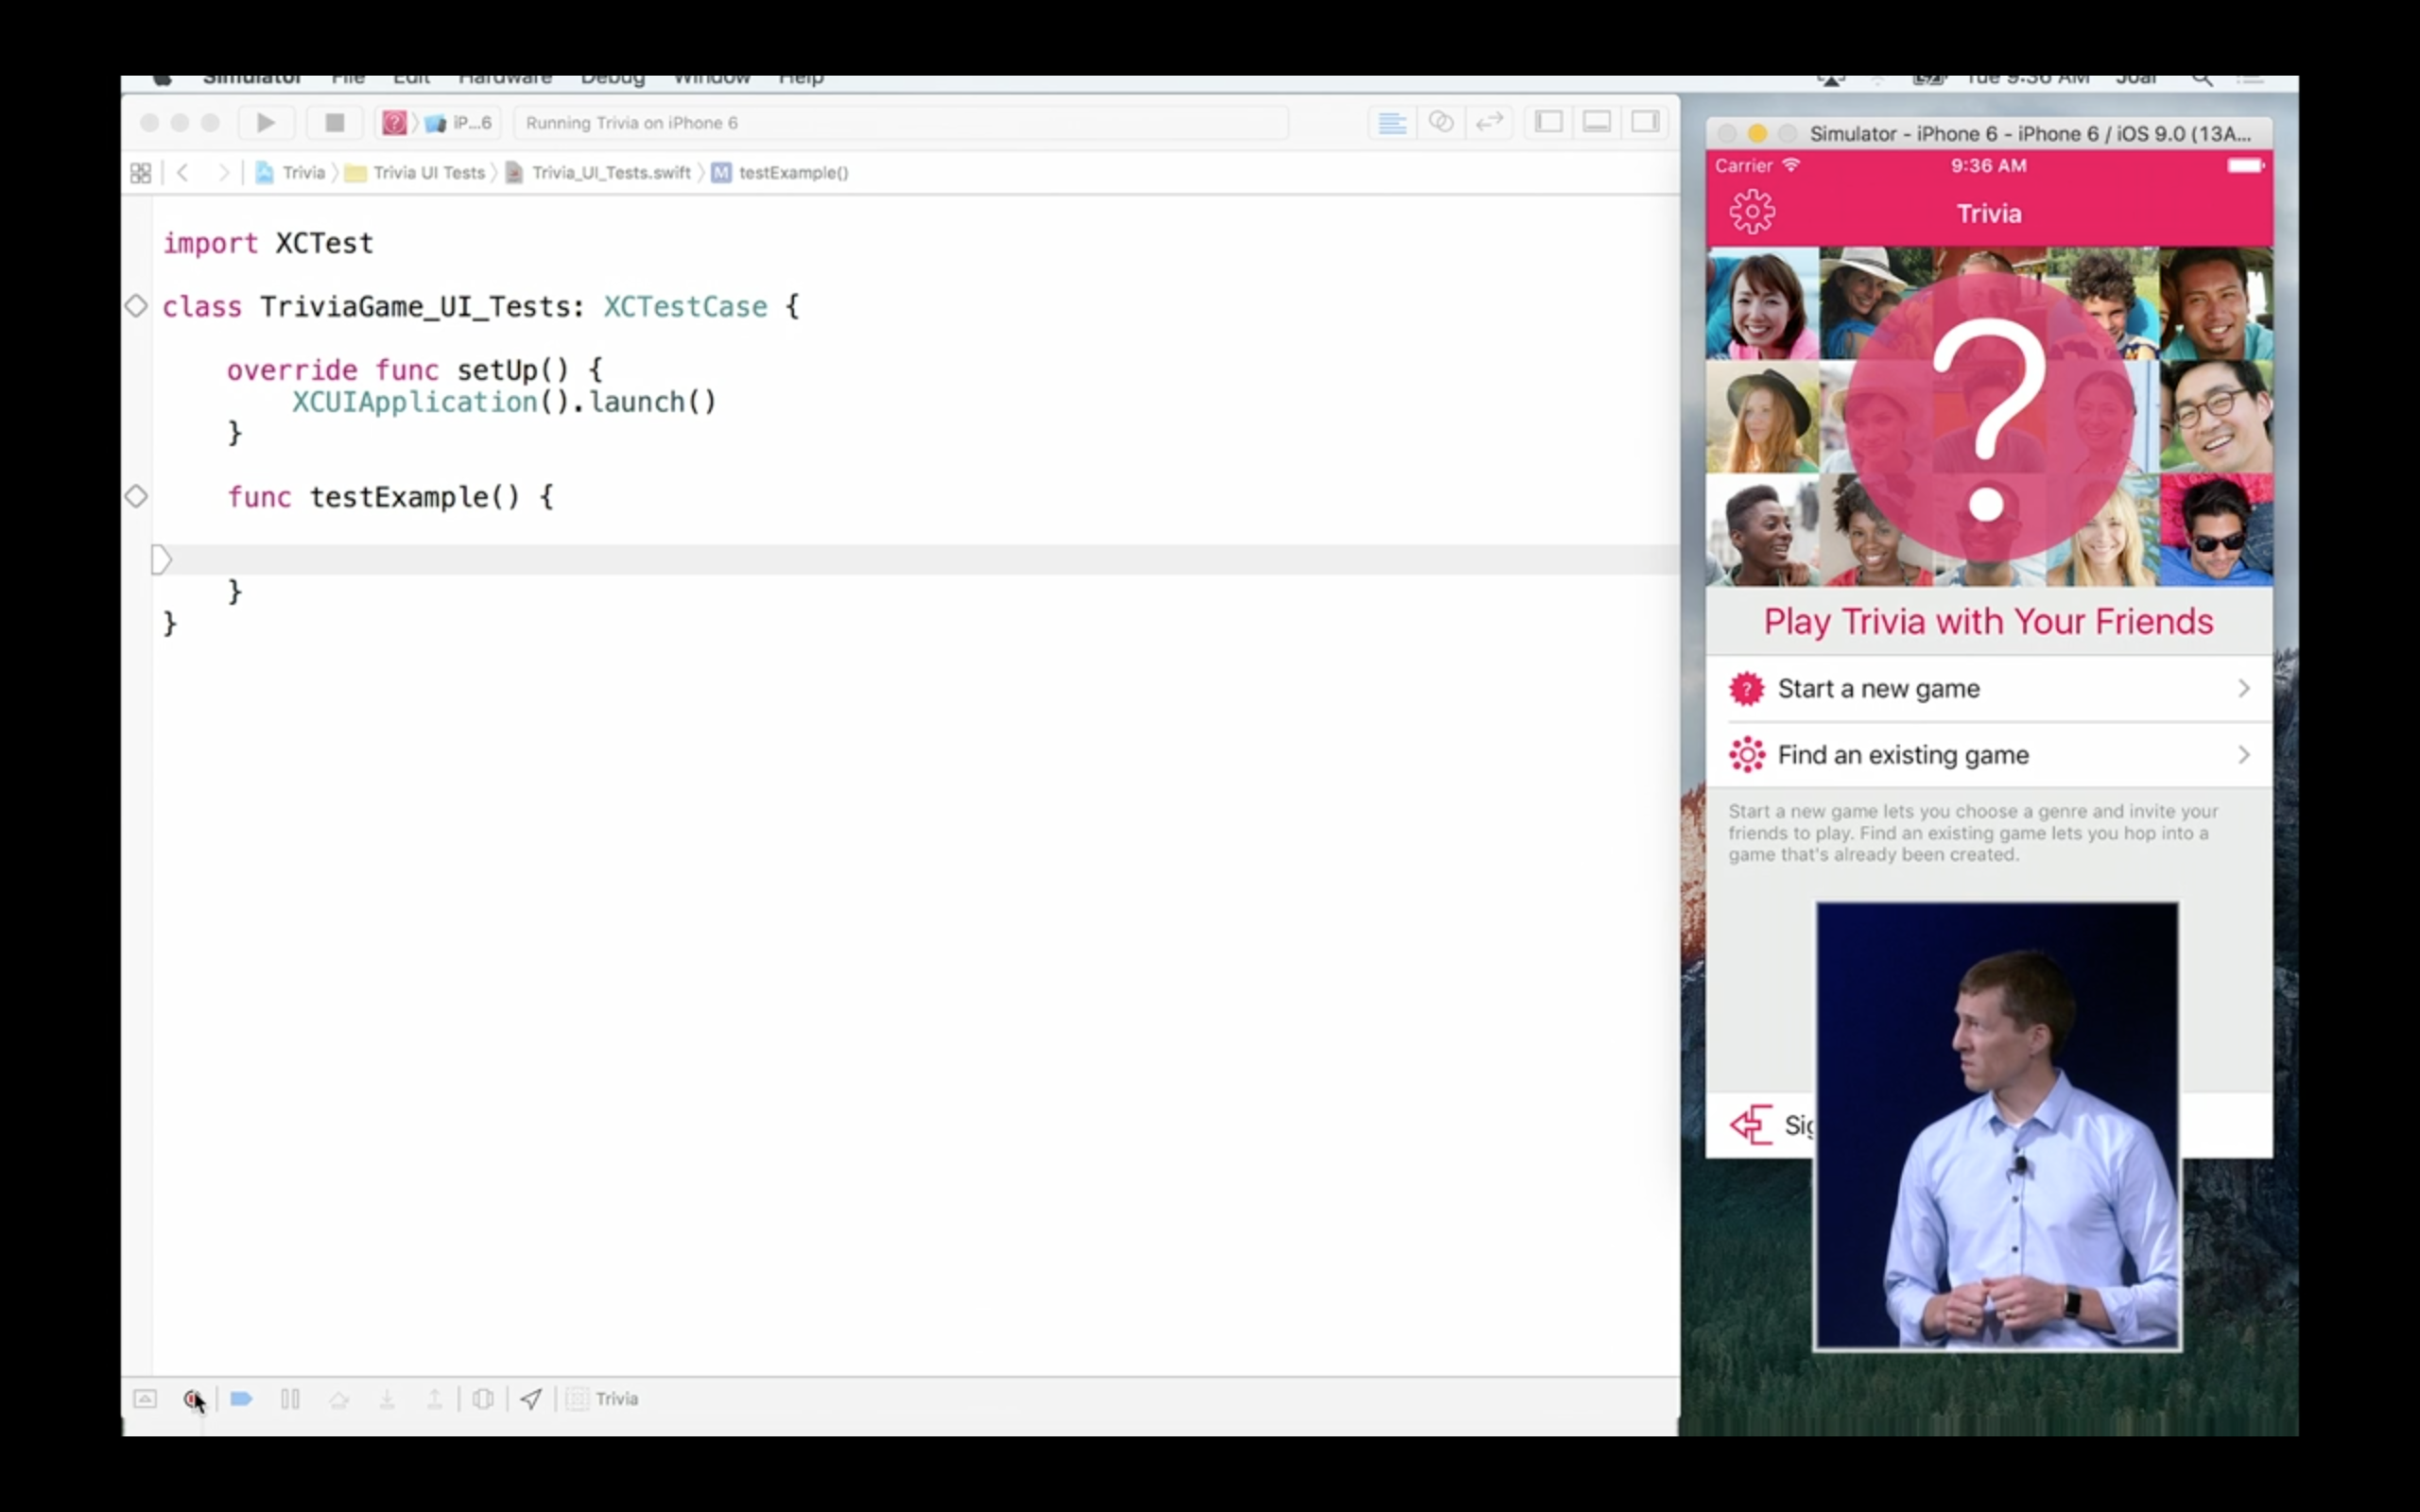 Simulator File Edit Hardware Debug Window Help
Tue 9:36 AM Joar
iP...6
Running Trivia on iPhone 6
Trivia Trivia UI Tests Trivia_UI_Tests.swift M testExample()
import XCTest
class TriviaGame_UI_Tests: XCTestCase {
override func setUp() {
XCUIApplication().launch()
}
func testExample() {
}
}
Trivia
Simulator - iPhone 6 - iPhone 6 / iOS 9.0 (13A...
Carrier 9:36 AM
Trivia
?
Play Trivia with Your Friends
? Start a new game
Find an existing game
Start a new game lets you choose a genre and invite your
friends to play. Find an existing game lets you hop into a
game that's already been created.
Sig